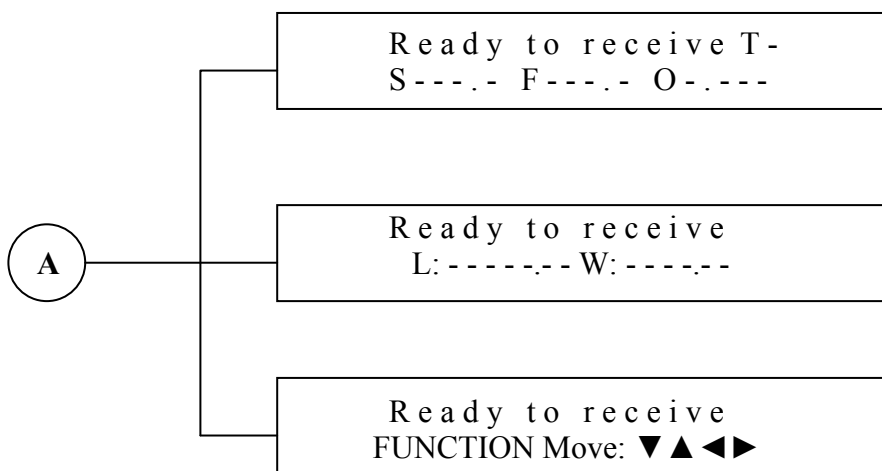 Ready to receive T-
S---.- F---.- O-.---
A
Ready to receive
L: -----.-- W: ----.--
Ready to receive
FUNCTION Move: ▼▲◄►